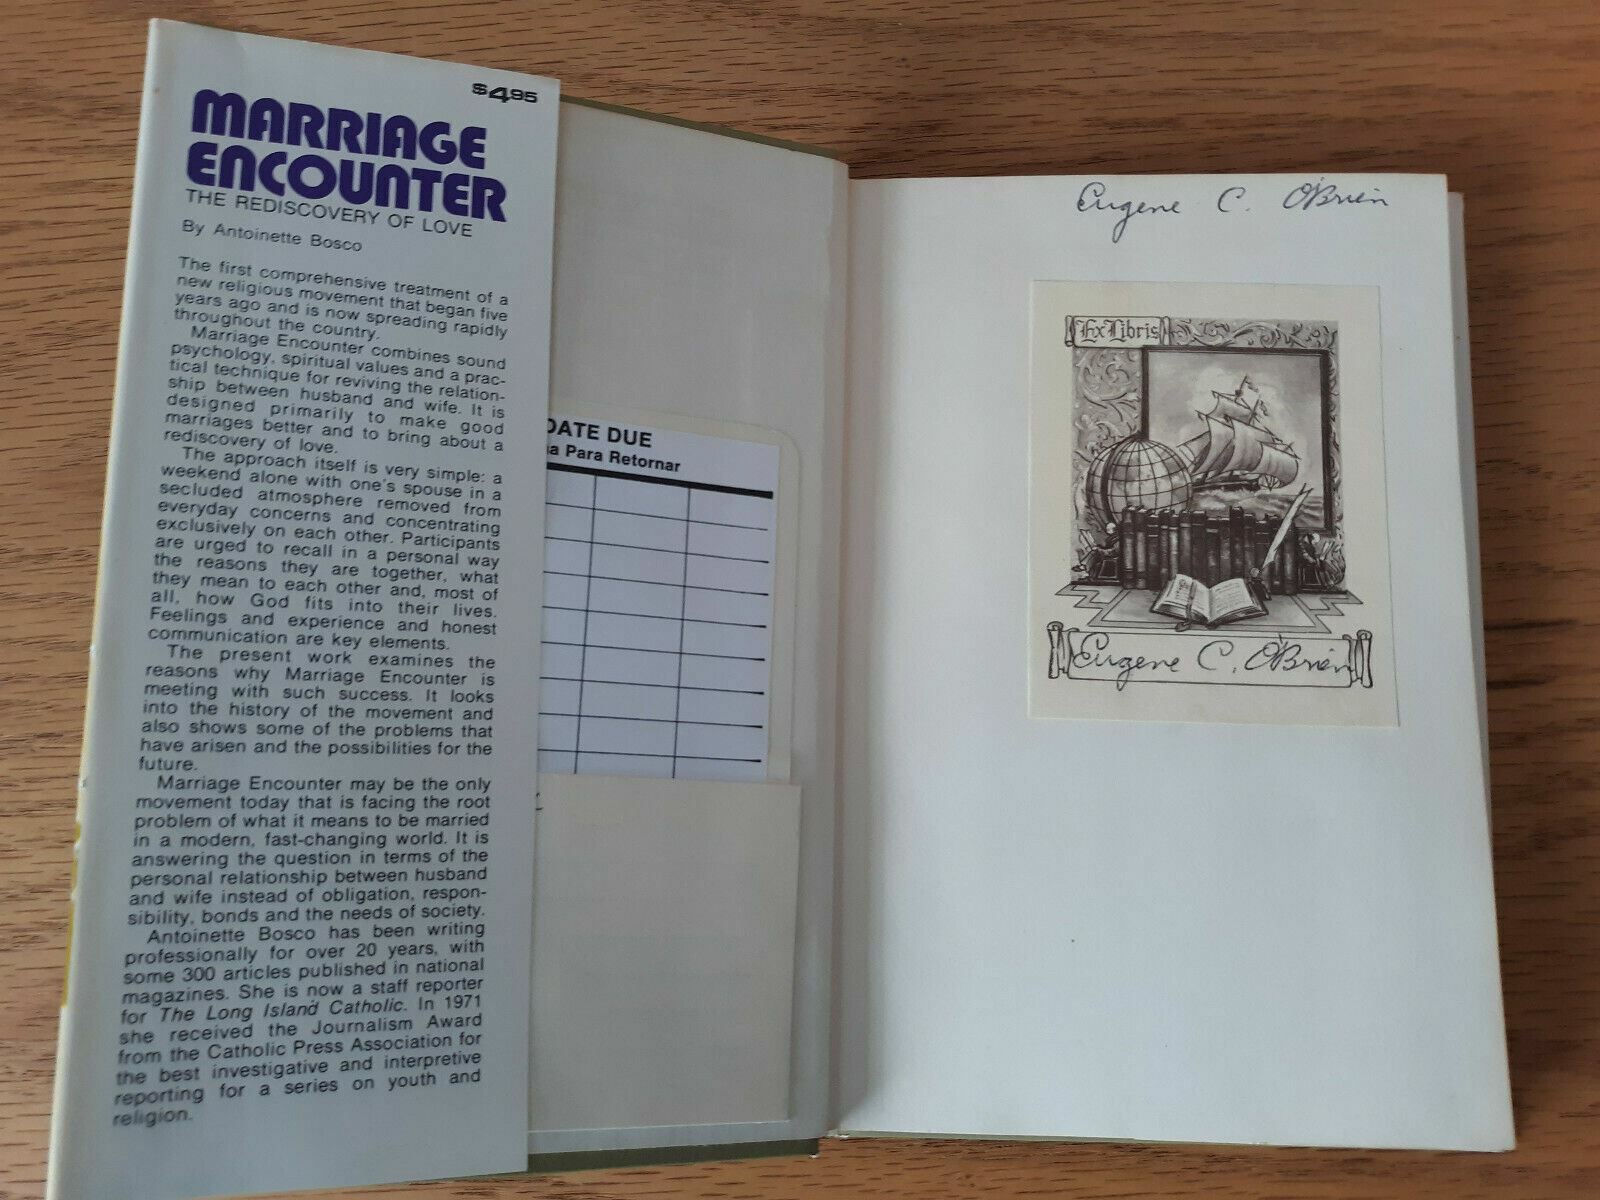 $4.95
MARRIAGE
ENCOUNTER
THE REDISCOVERY OF LOVE
By Antoinette Bosco
The first comprehensive treatment of a
new religious movement that began five
years ago and is now spreading rapidly
throughout the country.
Marriage Encounter combines sound
psychology, spiritual values and a prac-
tical technique for reviving the relation-
ship between husband and wife. It is
designed primarily to make good
marriages better and to bring about a
rediscovery of love.
The approach itself is very simple: a
weekend alone with one's spouse in a
secluded atmosphere removed from
everyday concerns and concentrating
exclusively on each other. Participants
are urged to recall in a personal way
the reasons they are together, what
they mean to each other and, most of
all, how God fits into their lives.
Feelings and experience and honest
communication are key elements.
The present work examines the
reasons why Marriage Encounter is
meeting with such success. It looks
into the history of the movement and
also shows some of the problems that
have arisen and the possibilities for the
future.
Marriage Encounter may be the only
movement today that is facing the root
problem of what it means to be married
in a modern, fast-changing world. It is
answering the question in terms of the
personal relationship between husband
and wife instead of obligation, respon-
sibility, bonds and the needs of society.
Antoinette Bosco has been writing
professionally for over 20 years, with
some 300 articles published in national
magazines. She is now a staff reporter
for The Long Island Catholic. In 1971
she received the Journalism Award
from the Catholic Press Association for
the best investigative and interpretive
reporting for a series on youth and
religion.
DATE DUE
a Para Retornar
Eugene C. O'Brien
Ex Libris
Eugene C. O'Brien